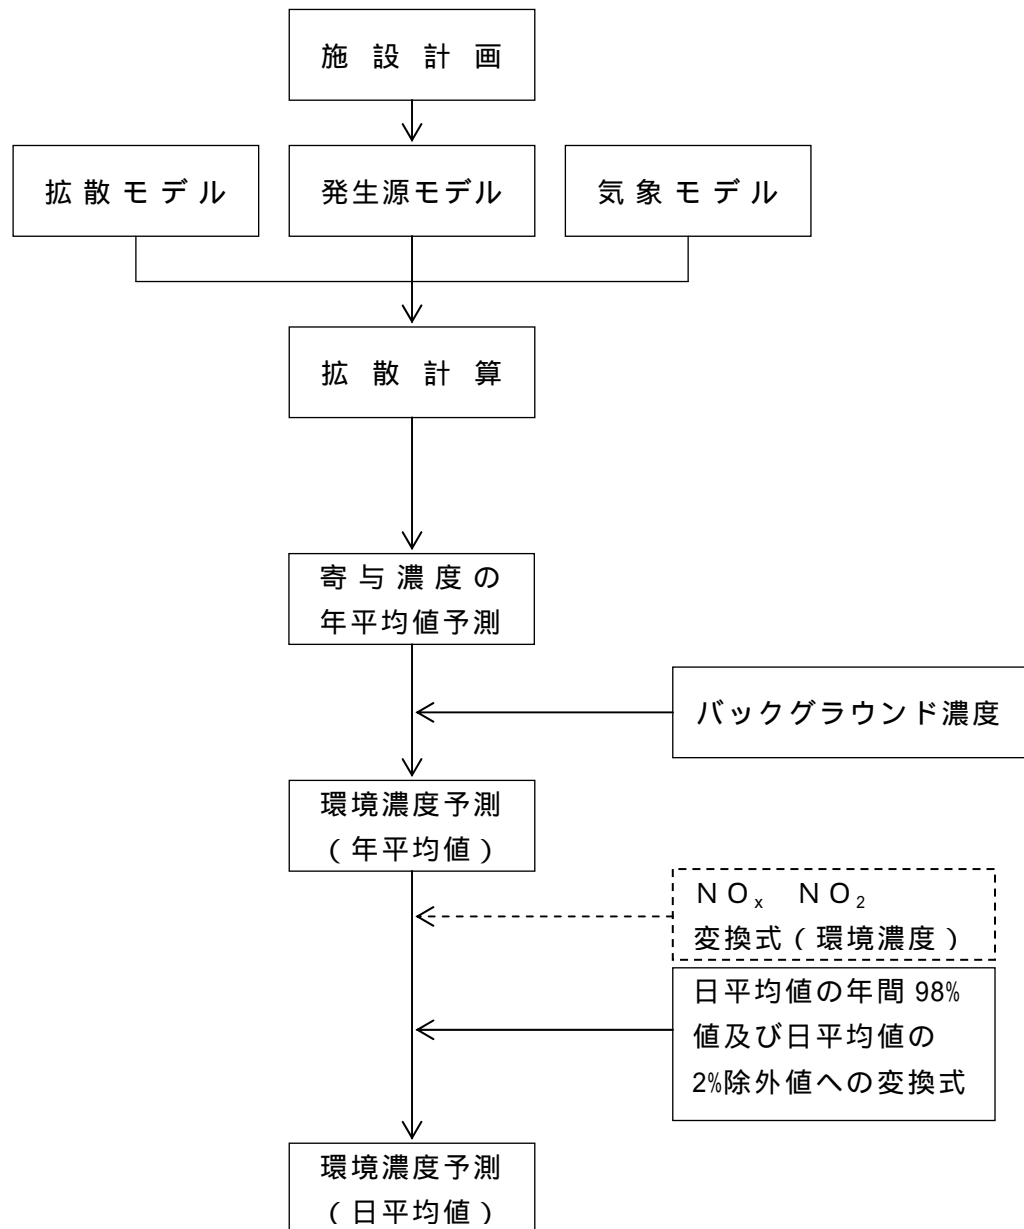 施設計画
拡散モデル
発生源モデル
気象モデル
拡散計算
寄与濃度の
年平均値予測
バックグラウンド濃度
環境濃度予測
（年平均値）
ＮＯₓ　ＮＯ₂
変換式（環境濃度）
日平均値の年間98%
値及び日平均値の
2%除外値への変換式
環境濃度予測
（日平均値）